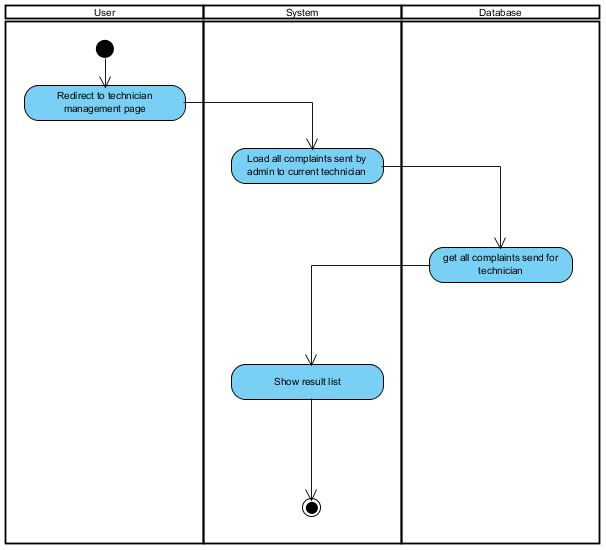 User
System
Database
Redirect to technician
management page
Load all complaints sent by
admin to current technician
get all complaints send for
technician
Show result list